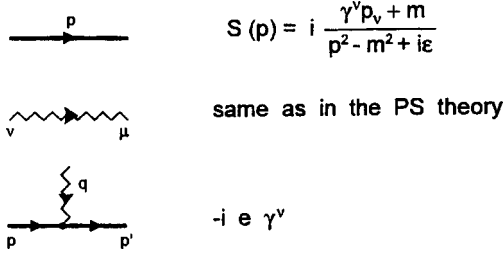 p
S (p) = i (γ^ν p_ν + m) / (p² - m² + iε)
ν μ same as in the PS theory
q
p p' -i e γ^ν